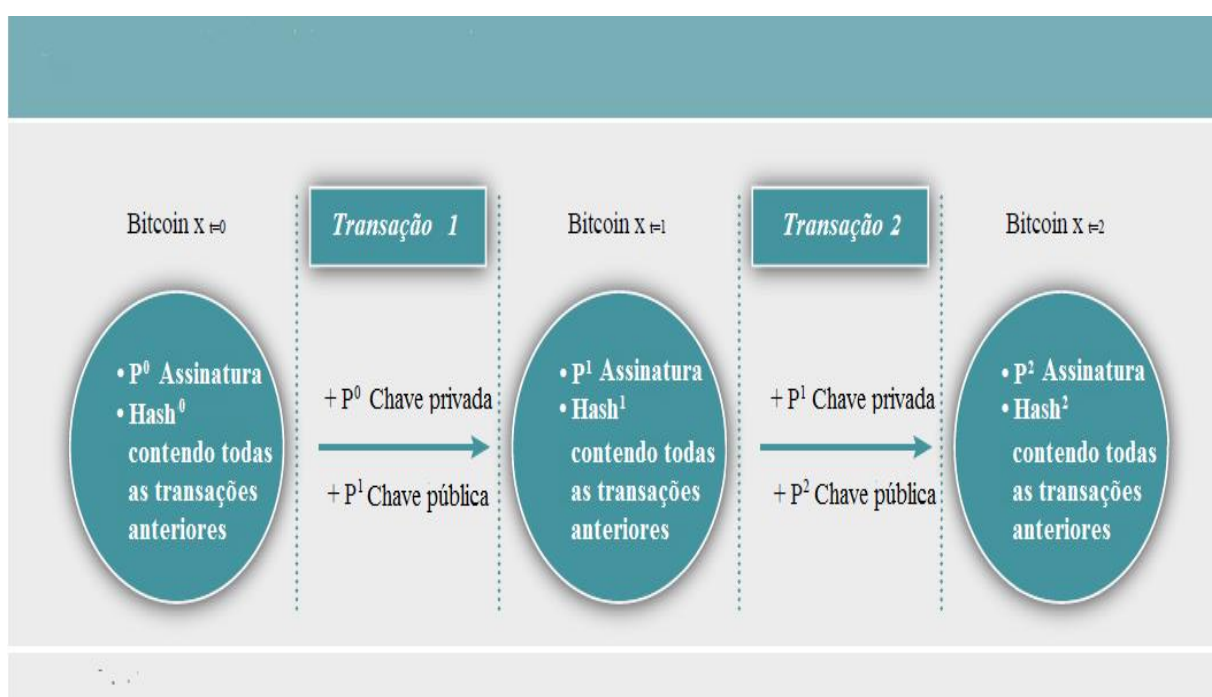 Bitcoin x t=0
Transação 1
Bitcoin x t=1
Transação 2
Bitcoin x t=2
• P⁰ Assinatura
• Hash⁰
contendo todas
as transações
anteriores
+ P⁰ Chave privada
+ P¹ Chave pública
• P¹ Assinatura
• Hash¹
contendo todas
as transações
anteriores
+ P¹ Chave privada
+ P² Chave pública
• P² Assinatura
• Hash²
contendo todas
as transações
anteriores